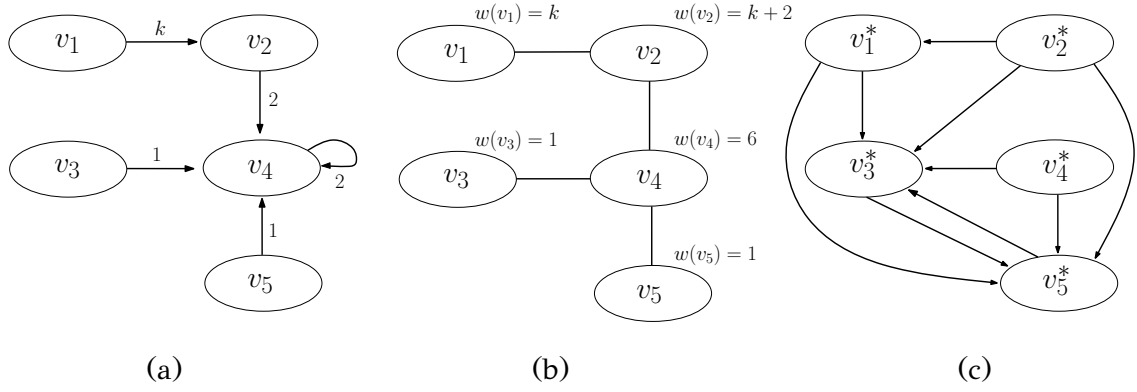 v₁ k v₂
2
v₃ 1 v₄ 2
1
v₅
(a)
w(v₁) = k w(v₂) = k + 2
v₁ v₂
w(v₃) = 1 w(v₄) = 6
v₃ v₄
w(v₅) = 1
v₅
(b)
v₁* v₂*
v₃* v₄*
v₅*
(c)